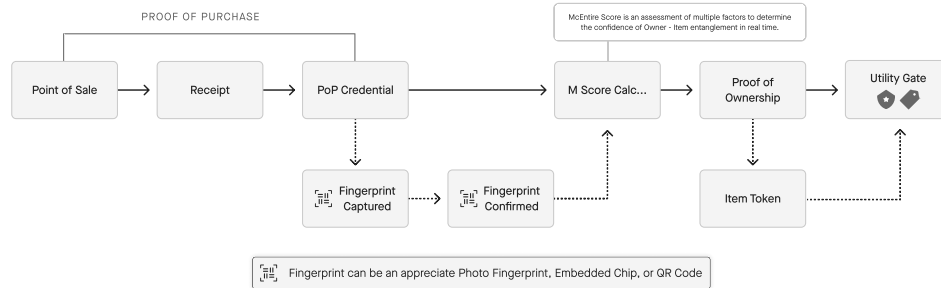 PROOF OF PURCHASE
McEntire Score is an assessment of multiple factors to determine
the confidence of Owner - Item entanglement in real time.
Point of Sale
Receipt
PoP Credential
M Score Calc...
Proof of
Ownership
Utility Gate
Fingerprint
Captured
Fingerprint
Confirmed
Item Token
Fingerprint can be an appreciate Photo Fingerprint, Embedded Chip, or QR Code